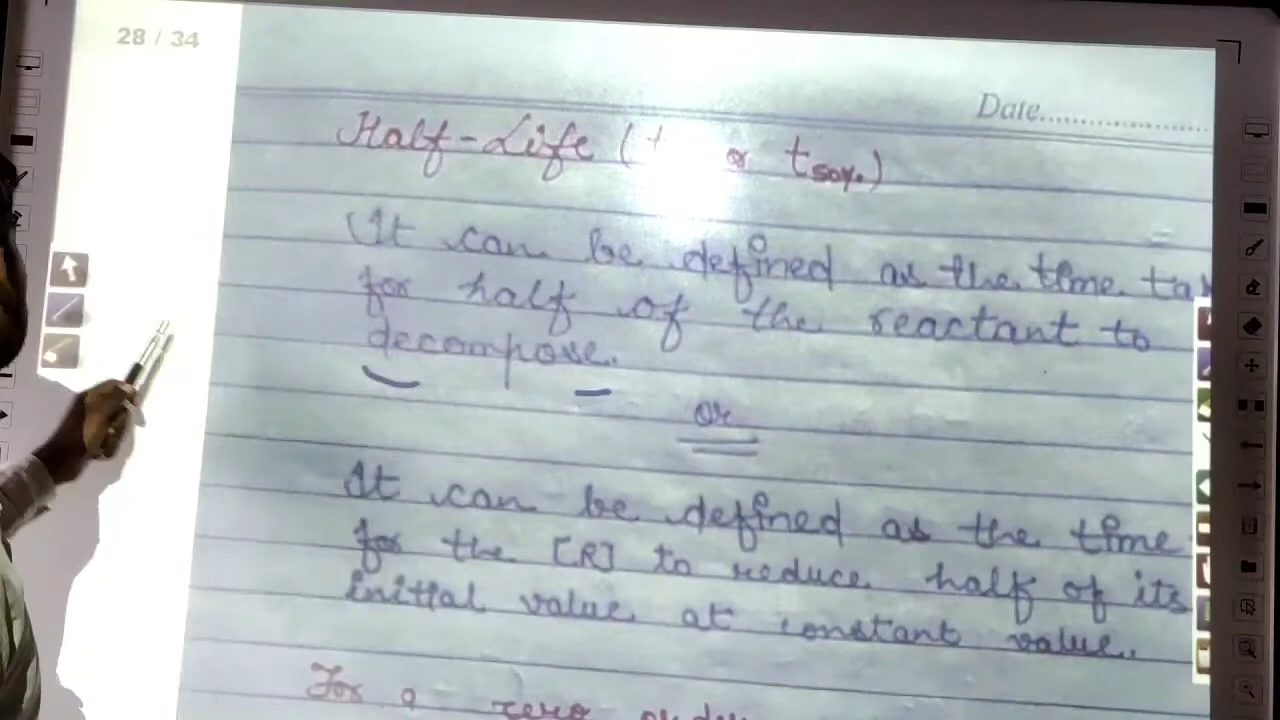 28 / 34
Date
Half-Life (t or t50%)
It can be defined as the time
for half of the reactant to
decompose.
or
It can be defined as the time
for the [R] to reduce half of its
initial value at constant value.
For a zero order